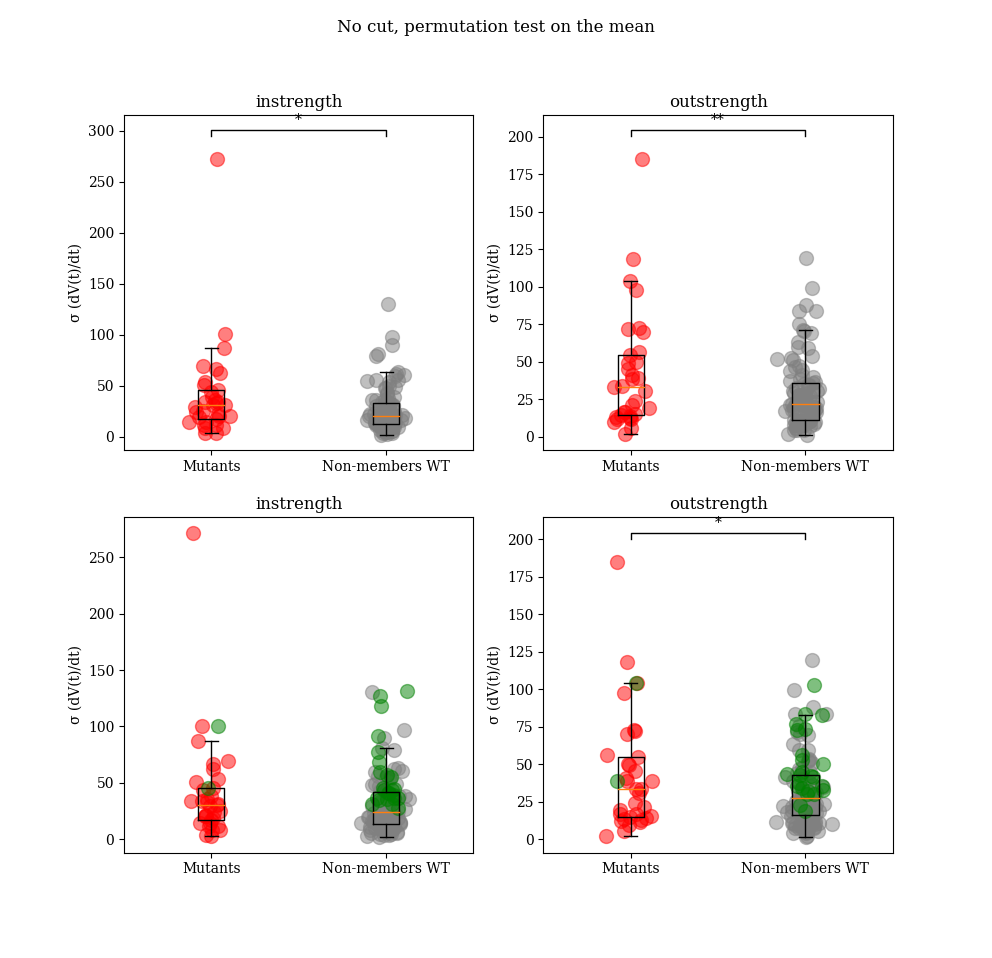 No cut, permutation test on the mean
instrength
outstrength
*
**
300
250
200
150
100
50
0
σ (dV(t)/dt)
200
175
150
125
100
75
50
25
0
σ (dV(t)/dt)
Mutants
Non-members WT
Mutants
Non-members WT
instrength
outstrength
*
250
200
150
100
50
0
σ (dV(t)/dt)
200
175
150
125
100
75
50
25
0
σ (dV(t)/dt)
Mutants
Non-members WT
Mutants
Non-members WT